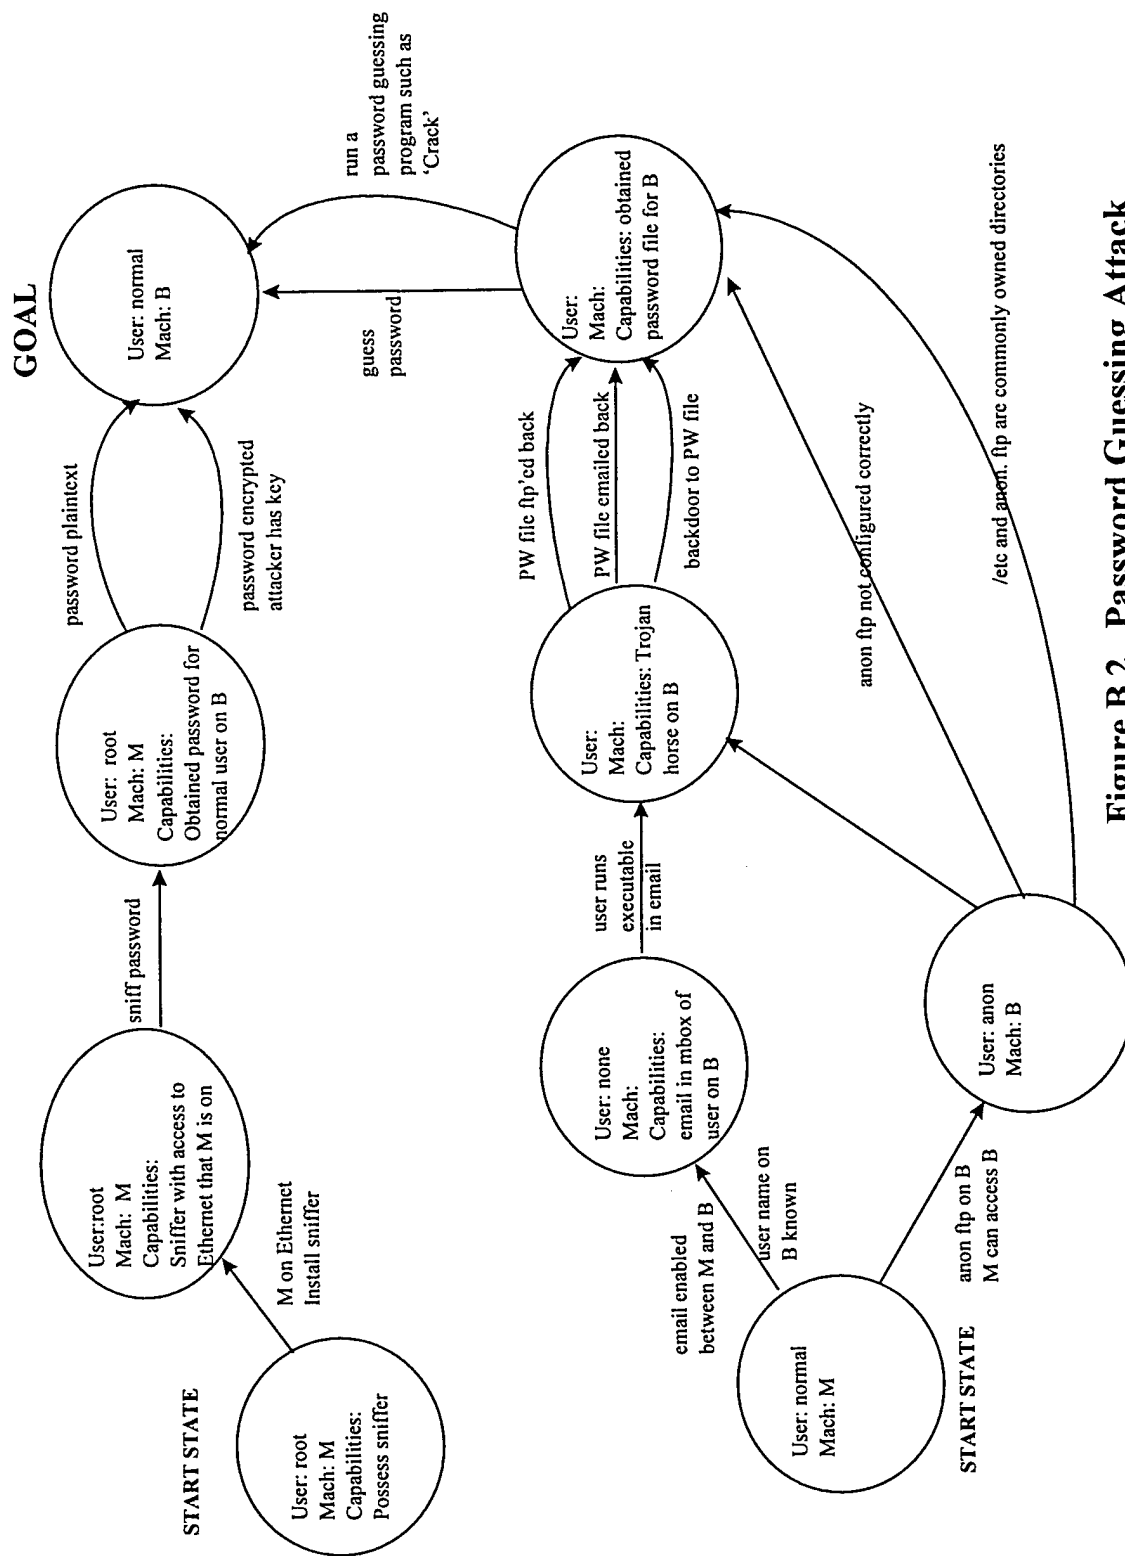 GOAL
START STATE
User: root
Mach: M
Capabilities:
Possess sniffer
M on Ethernet
Install sniffer
User:root
Mach: M
Capabilities:
Sniffer with access to
Ethernet that M is on
sniff password
User: root
Mach: M
Capabilities:
Obtained password for
normal user on B
password plaintext
password encrypted
attacker has key
User: normal
Mach: B
guess
password
run a
password guessing
program such as
'Crack'
START STATE
User: normal
Mach: M
email enabled
between M and B
user name on
B known
User: none
Mach:
Capabilities:
email in mbox of
user on B
user runs
executable
in email
User:
Mach:
Capabilities: Trojan
horse on B
PW file ftp'ed back
PW file emailed back
backdoor to PW file
User:
Mach:
Capabilities: obtained
password file for B
anon ftp on B
M can access B
User: anon
Mach: B
anon ftp not configured correctly
/etc and anon. ftp are commonly owned directories
Figure B.2 Password Guessing Attack